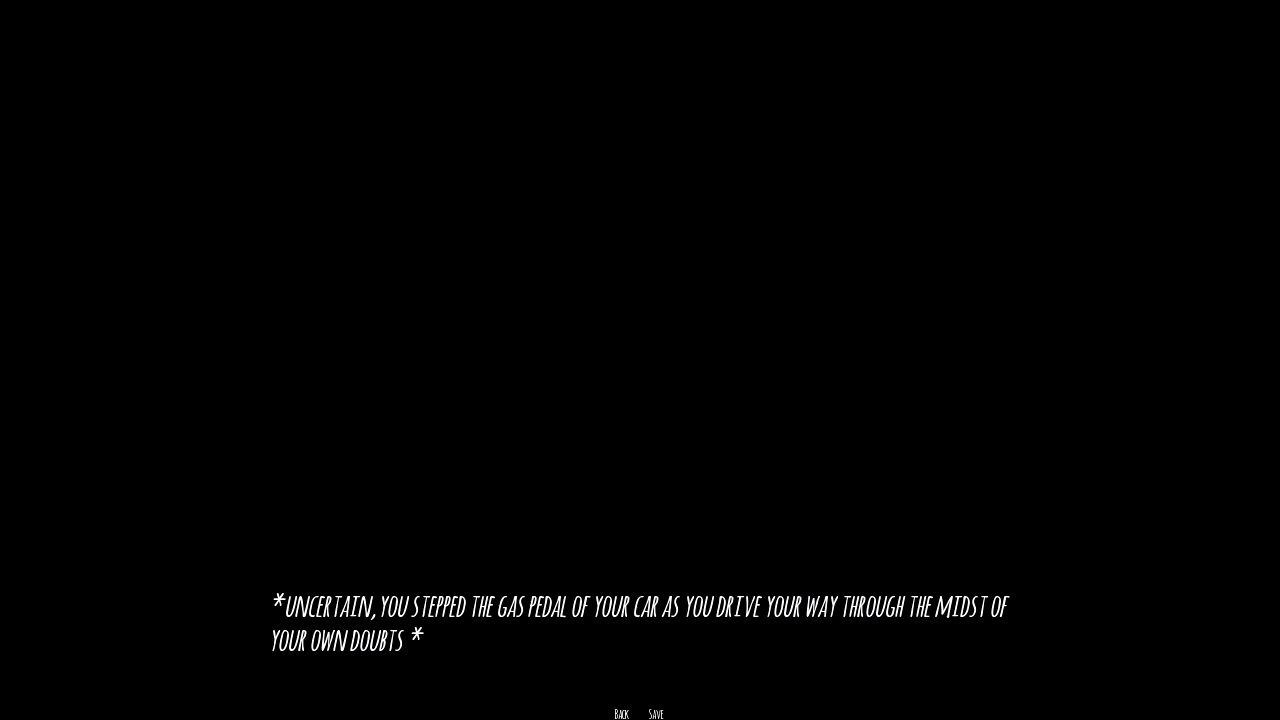 *UNCERTAIN, YOU STEPPED THE GAS PEDAL OF YOUR CAR AS YOU DRIVE YOUR WAY THROUGH THE MIDST OF
YOUR OWN DOUBTS *
BACK SAVE